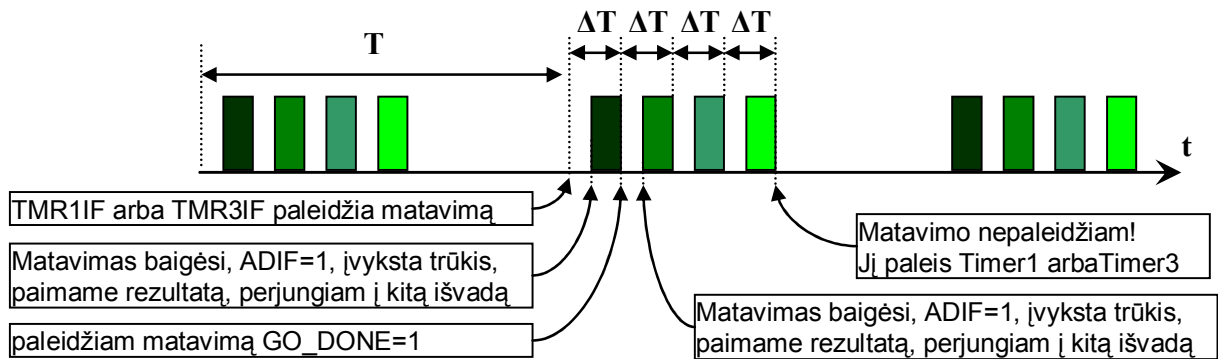 ΔT ΔT ΔT ΔT
T
t
TMR1IF arba TMR3IF paleidžia matavimą
Matavimas baigėsi, ADIF=1, įvyksta trūkis,
paimame rezultatą, perjungiam į kitą išvadą
paleidžiam matavimą GO_DONE=1
Matavimo nepaleidžiam!
Jį paleis Timer1 arbaTimer3
Matavimas baigėsi, ADIF=1, įvyksta trūkis,
paimame rezultatą, perjungiam į kitą išvadą